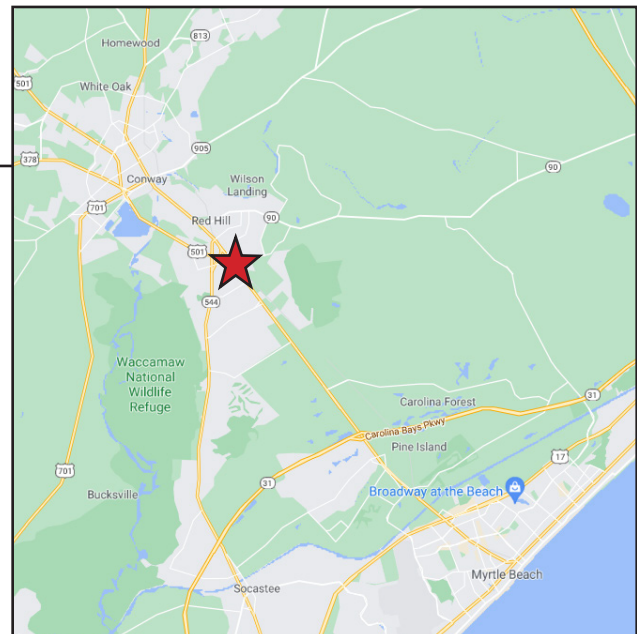 Homewood
813
501
White Oak
378
905
90
Conway
Wilson
Landing
701
Red Hill
90
501
544
Waccamaw
National
Wildlife
Refuge
Carolina Forest
31
Carolina Bays Pkwy
Pine Island
17
701
31
Bucksville
Broadway at the Beach
Myrtle Beach
Socastee